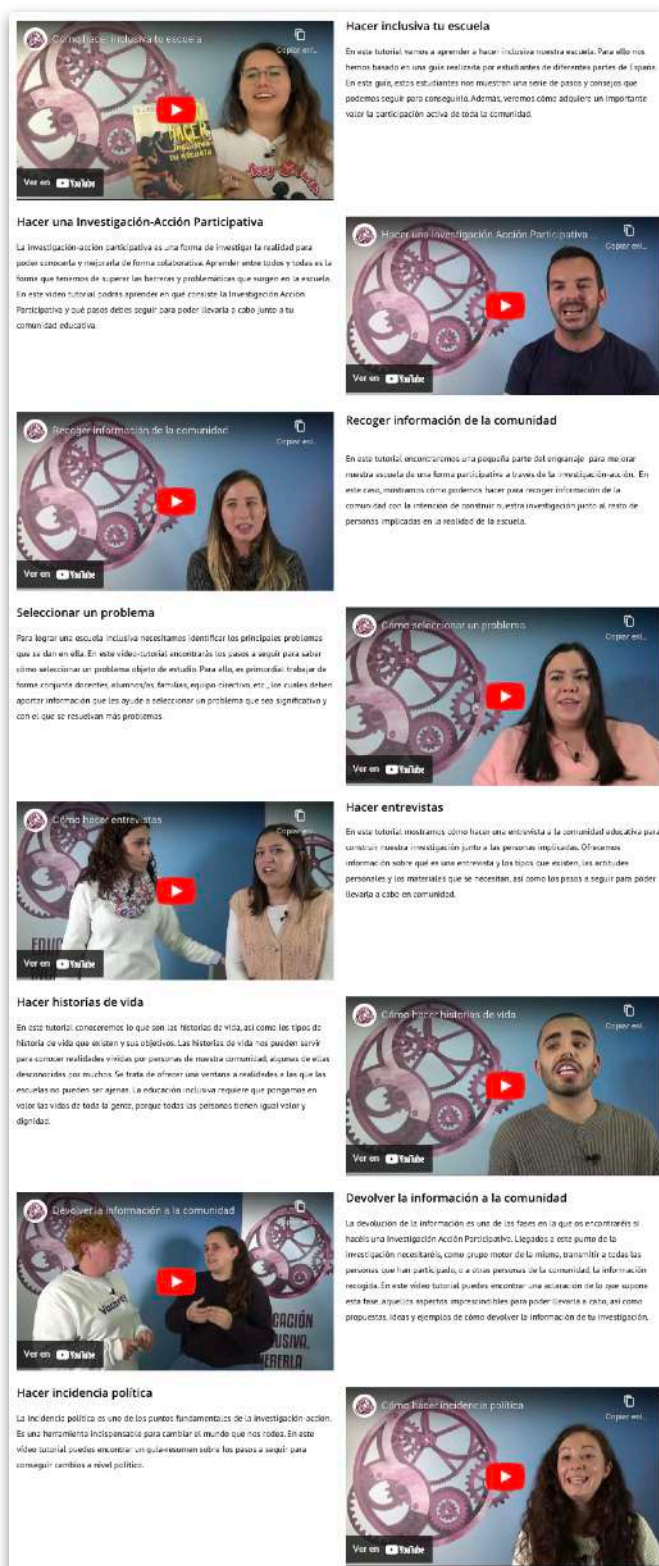 Cómo hacer inclusiva tu escuela
Copiar enl...
HACER
inclusiva
tu escuela
Ver en YouTube
Hacer inclusiva tu escuela
En este tutorial vamos a aprender a hacer inclusiva nuestra escuela. Para ello nos
hemos basado en una guía realizada por estudiantes de diferentes partes de España.
En esta guía, estos estudiantes nos muestran una serie de pasos y consejos que
podemos seguir para conseguirlo. Además, veremos cómo adquiere un importante
valor la participación activa de toda la comunidad.
Hacer una Investigación-Acción Participativa
La investigación-acción participativa es una forma de investigar la realidad para
poder conocerla y mejorarla de forma colaborativa. Aprender entre todos y todas es la
forma que tenemos de superar las barreras y problemáticas que surgen en la escuela.
En este vídeo tutorial podrás aprender en qué consiste la Investigación Acción
Participativa y qué pasos debes seguir para poder llevarla a cabo junto a tu
comunidad educativa.
Hacer una Investigación Acción Participativa...
Copiar enl...
Ver en YouTube
Recoger información de la comunidad
Copiar enl...
Ver en YouTube
Recoger información de la comunidad
En este tutorial encontraremos una pequeña parte del engranaje para mejorar
nuestra escuela de una forma participativa a través de la investigación-acción. En
este caso, mostramos cómo podemos hacer para recoger información de la
comunidad con la intención de construir nuestra investigación junto al resto de
personas implicadas en la realidad de la escuela.
Seleccionar un problema
Para lograr una escuela inclusiva necesitamos identificar los principales problemas
que se dan en ella. En este vídeo-tutorial encontrarás los pasos a seguir para saber
cómo seleccionar un problema objeto de estudio. Para ello, es primordial trabajar de
forma conjunta docentes, alumnos/as, familias, equipo directivo, etc., los cuales deben
aportar información que les ayude a seleccionar un problema que sea significativo y
con el que se resuelvan más problemas.
Cómo seleccionar un problema
Copiar enl...
Ver en YouTube
Cómo hacer entrevistas
Copiar enl...
EDUC
Ver en YouTube
Hacer entrevistas
En este tutorial mostramos cómo hacer una entrevista a la comunidad educativa para
construir nuestra investigación junto a las personas implicadas. Ofrecemos
información sobre qué es una entrevista y los tipos que existen, las actitudes
personales y los materiales que se necesitan, así como los pasos a seguir para poder
llevarla a cabo en comunidad.
Hacer historias de vida
En este tutorial conoceremos lo que son las historias de vida, así como los tipos de
historia de vida que existen y sus objetivos. Las historias de vida nos pueden servir
para conocer realidades vividas por personas de nuestra comunidad, algunas de ellas
desconocidas por muchos. Se trata de ofrecer una ventana a realidades a las que las
escuelas no pueden ser ajenas. La educación inclusiva requiere que pongamos en
valor las vidas de toda la gente, porque todas las personas tienen igual valor y
dignidad.
Cómo hacer historias de vida
Copiar enl...
Ver en YouTube
Devolver la información a la comunidad
CACIÓN
LUSIVA.
ERERLA
Ver en YouTube
Devolver la información a la comunidad
La devolución de la información es una de las fases en la que os encontraréis si
hacéis una Investigación Acción Participativa. Llegados a este punto de la
investigación necesitaréis, como grupo motor de la misma, transmitir a todas las
personas que han participado, o a otras personas de la comunidad, la información
recogida. En este vídeo tutorial puedes encontrar una aclaración de lo que supone
esta fase, aquellos aspectos imprescindibles para poder llevarla a cabo, así como
propuestas, ideas y ejemplos de cómo devolver la información de tu investigación.
Hacer incidencia política
La incidencia política es uno de los puntos fundamentales de la investigación-acción.
Es una herramienta indispensable para cambiar el mundo que nos rodea. En este
vídeo tutorial puedes encontrar un guía-resumen sobre los pasos a seguir para
conseguir cambios a nivel político.
Cómo hacer incidencia política
Copiar enl...
Ver en YouTube